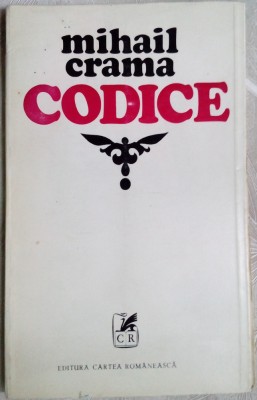 mihail
crama
CODICE
CR
EDITURA CARTEA ROMÂNEASCĂ